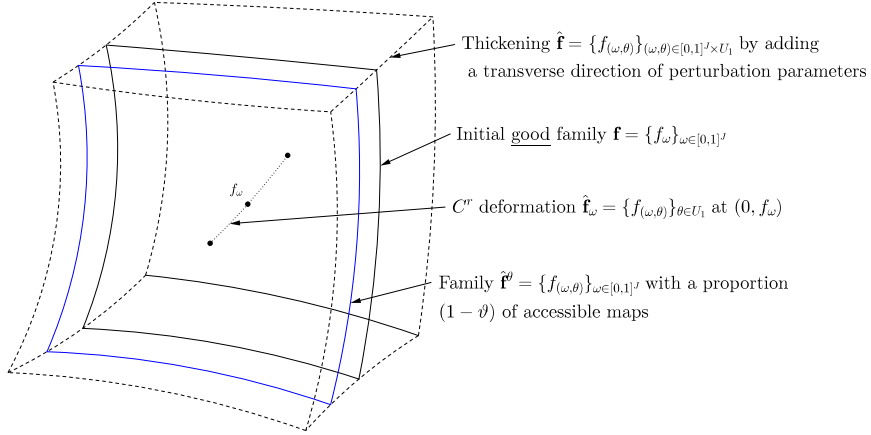 Thickening $\hat{\mathbf{f}} = \{f_{(\omega,\theta)}\}_{(\omega,\theta)\in[0,1]^J\times U_1}$ by adding
a transverse direction of perturbation parameters
Initial good family $\mathbf{f} = \{f_\omega\}_{\omega\in[0,1]^J}$
$f_\omega$
$C^r$ deformation $\hat{\mathbf{f}}_\omega = \{f_{(\omega,\theta)}\}_{\theta\in U_1}$ at $(0, f_\omega)$
Family $\hat{\mathbf{f}}^\theta = \{f_{(\omega,\theta)}\}_{\omega\in[0,1]^J}$ with a proportion
$(1 - \vartheta)$ of accessible maps